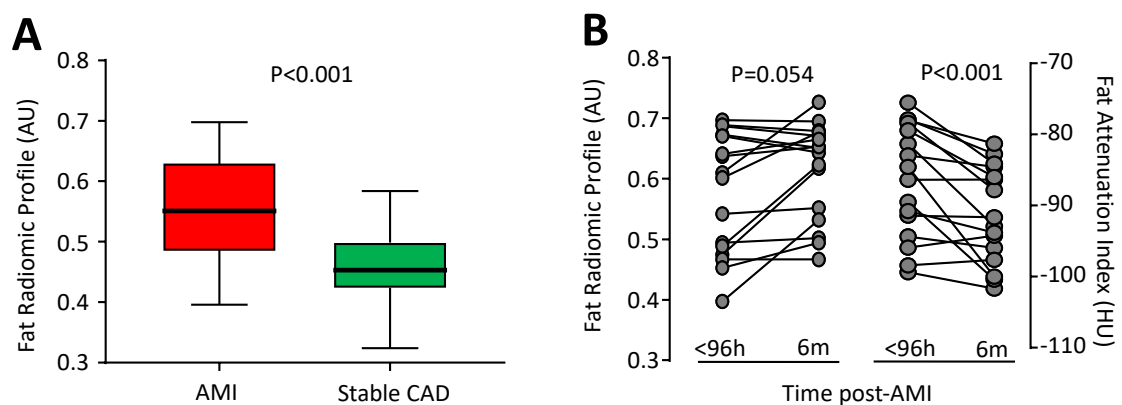 A
B
0.8
0.7
0.6
0.5
0.4
0.3
Fat Radiomic Profile (AU)
P<0.001
AMI
Stable CAD
0.8
0.7
0.6
0.5
0.4
0.3
Fat Radiomic Profile (AU)
P=0.054
P<0.001
<96h
6m
<96h
6m
Time post-AMI
-70
-80
-90
-100
-110
Fat Attenuation Index (HU)